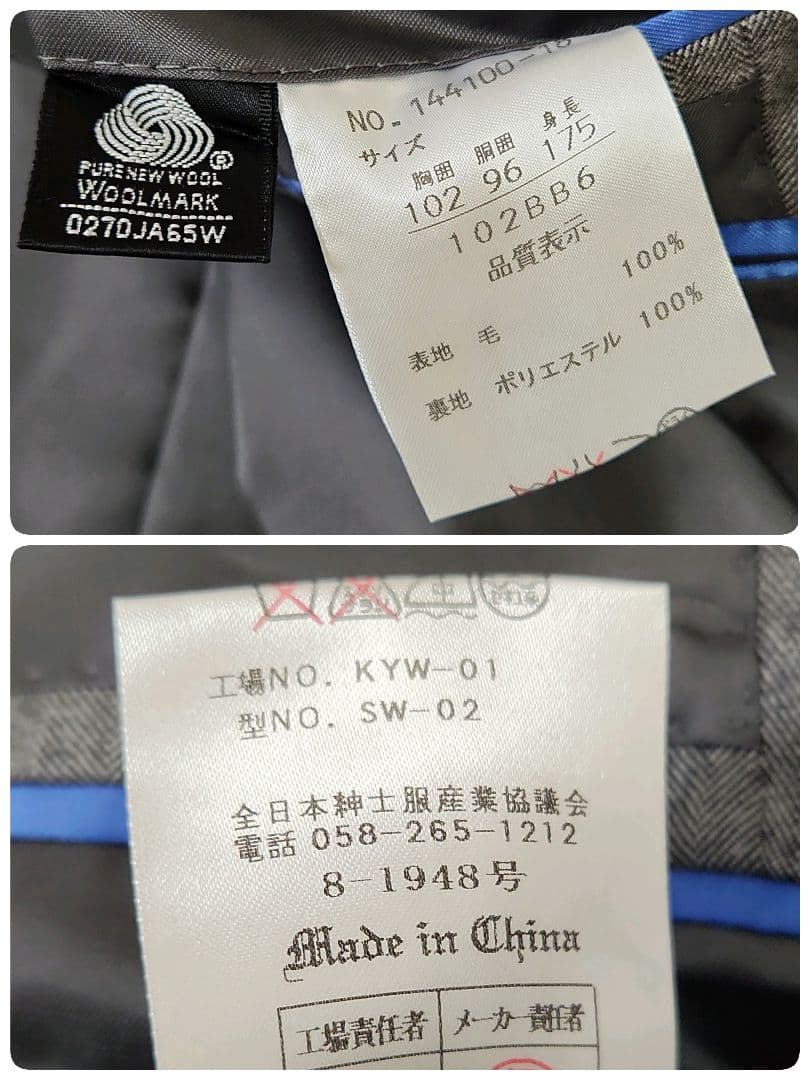 PURE NEW WOOL
WOOLMARK
0270JA65W
NO. 144100-18
サイズ
胸囲 胴囲 身長
102 96 175
102BB6
品質表示
表地 毛 100%
裏地 ポリエステル 100%
中
工場NO. KYW-01
型NO. SW-02
全日本紳士服産業協議会
電話 058-265-1212
8-1948号
Made in China
工場責任者 メーカー責任者